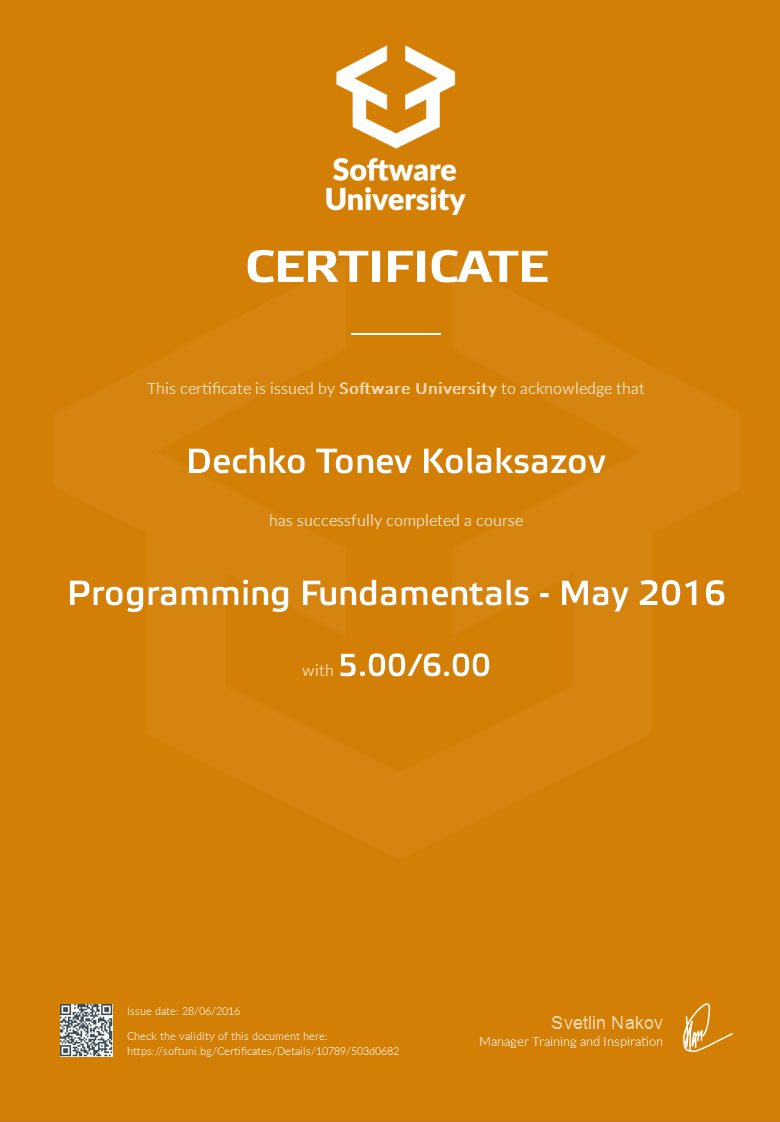 Software
University
CERTIFICATE
This certificate is issued by Software University to acknowledge that
Dechko Tonev Kolaksazov
has successfully completed a course
Programming Fundamentals - May 2016
with 5.00/6.00
Issue date: 28/06/2016
Check the validity of this document here:
https://softuni.bg/Certificates/Details/10789/503d0682
Svetlin Nakov
Manager Training and Inspiration